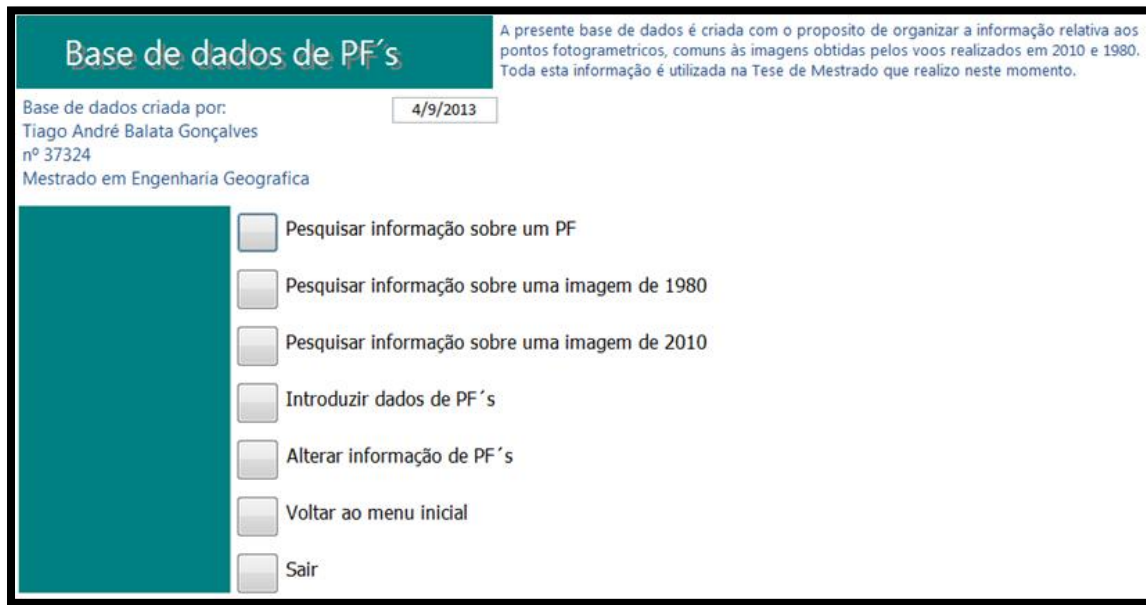 Base de dados de PF´s
A presente base de dados é criada com o proposito de organizar a informação relativa aos
pontos fotogrametricos, comuns às imagens obtidas pelos voos realizados em 2010 e 1980.
Toda esta informação é utilizada na Tese de Mestrado que realizo neste momento.
Base de dados criada por:
4/9/2013
Tiago André Balata Gonçalves
nº 37324
Mestrado em Engenharia Geografica
Pesquisar informação sobre um PF
Pesquisar informação sobre uma imagem de 1980
Pesquisar informação sobre uma imagem de 2010
Introduzir dados de PF´s
Alterar informação de PF´s
Voltar ao menu inicial
Sair